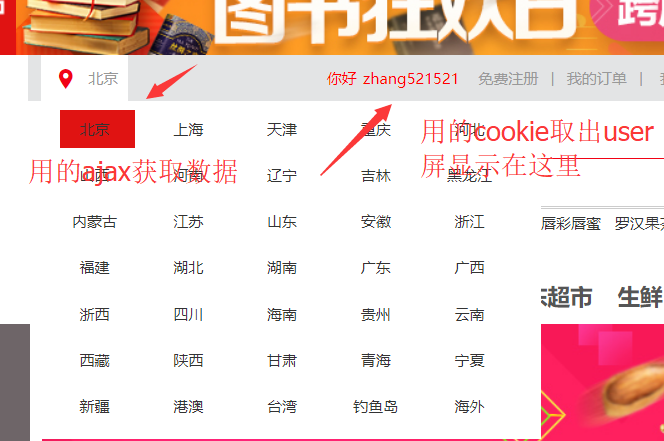 图书狂欢日
跨
北京
你好 zhang521521 免费注册 | 我的订单 |
北京 上海 天津 重庆 河北
用的cookie取出user
屏显示在这里
用的ajax获取数据
山西 河南 辽宁 吉林 黑龙江
内蒙古 江苏 山东 安徽 浙江
唇彩唇蜜 罗汉果
福建 湖北 湖南 广东 广西
超市 生鲜
浙西 四川 海南 贵州 云南
西藏 陕西 甘肃 青海 宁夏
新疆 港澳 台湾 钓鱼岛 海外